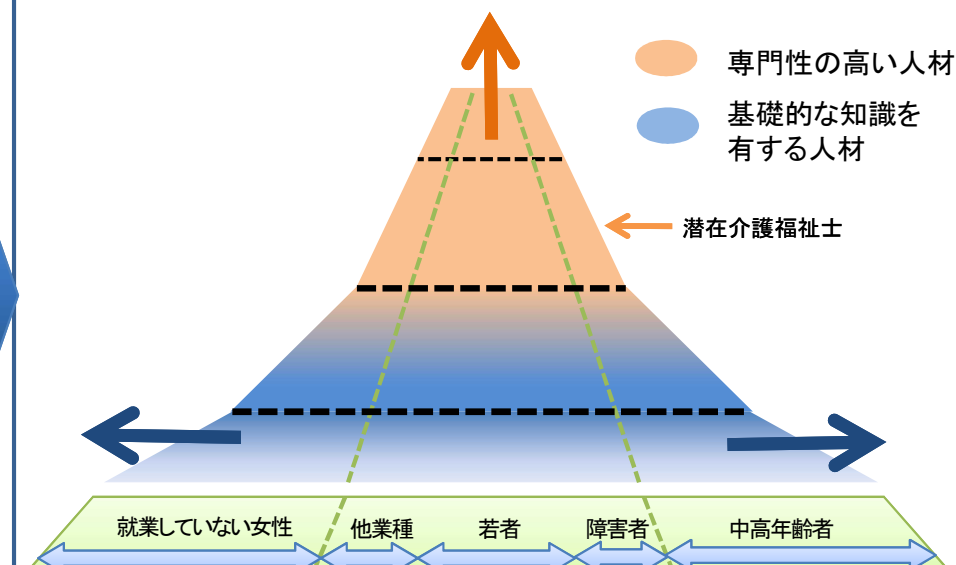 専門性の高い人材
基礎的な知識を
有する人材
潜在介護福祉士
就業していない女性
他業種
若者
障害者
中高年齢者